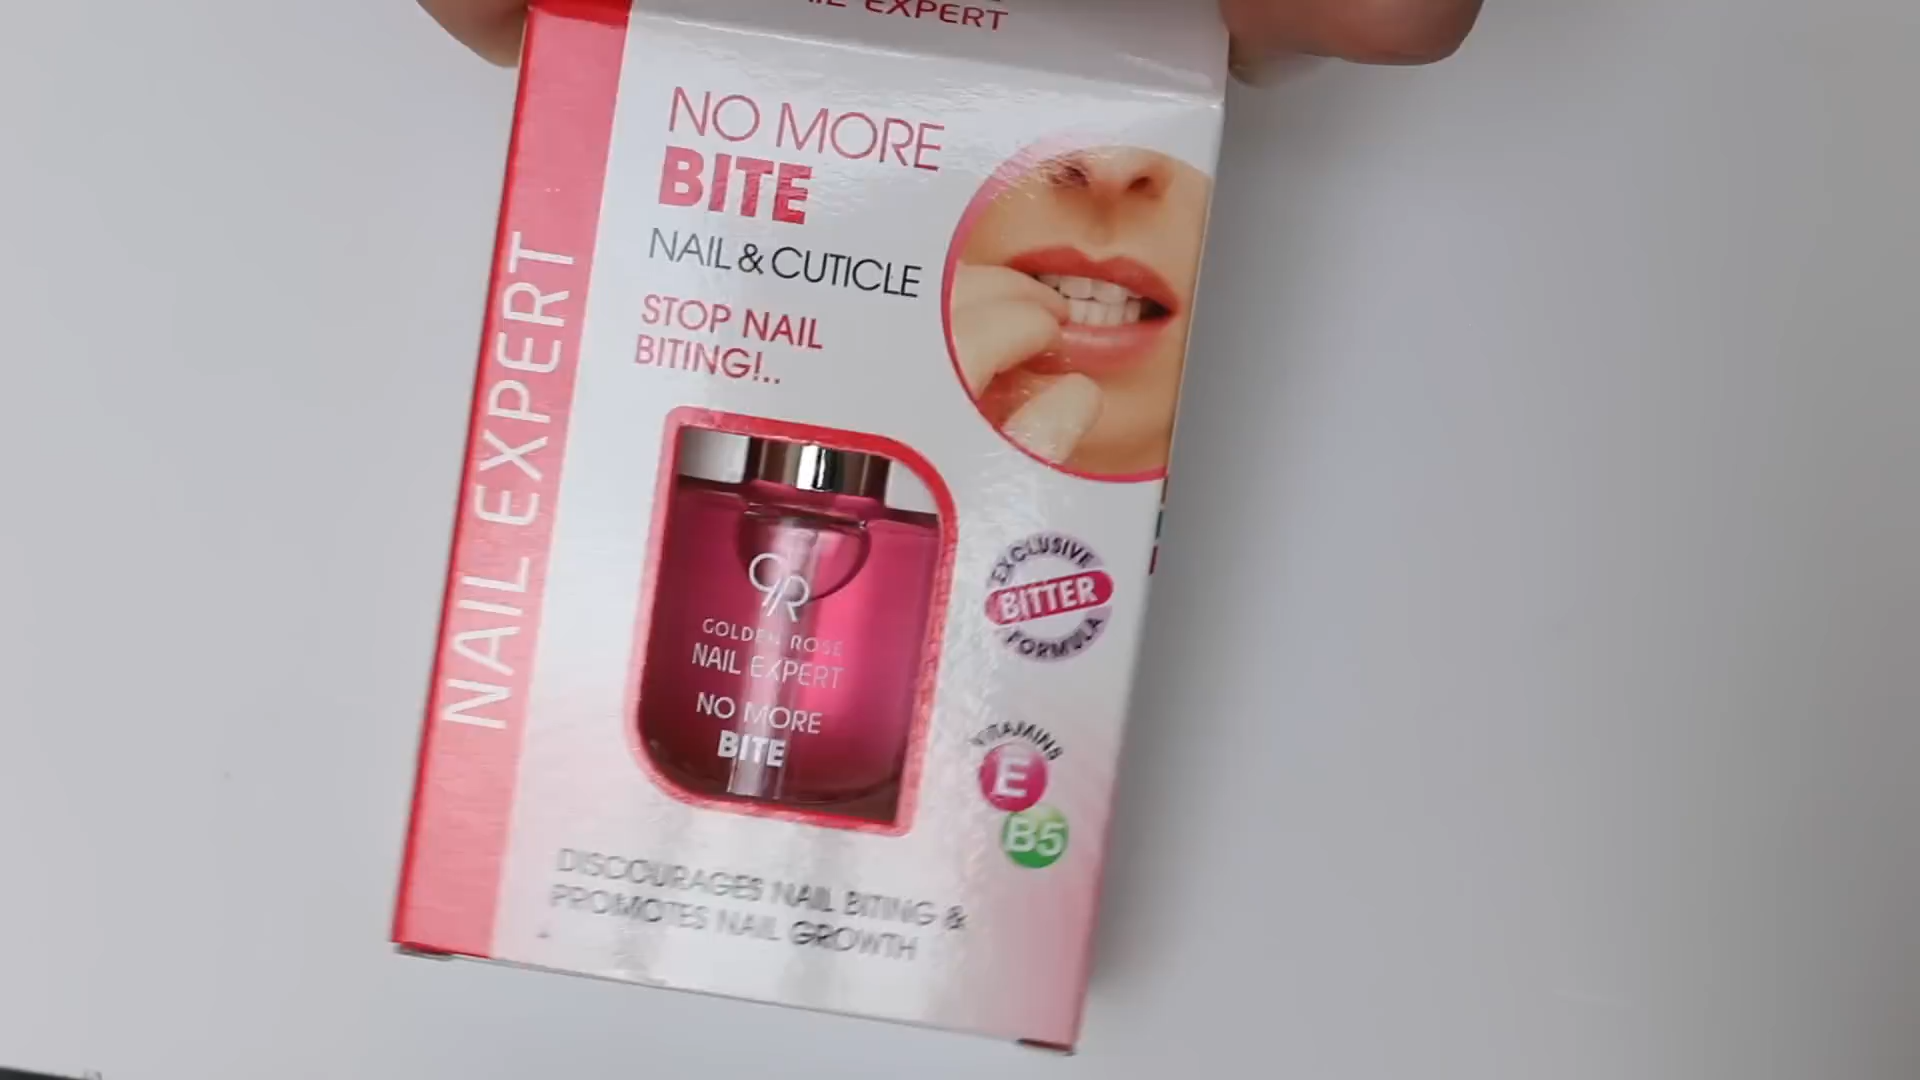 EXPERT
NO MORE
BITE
NAIL & CUTICLE
STOP NAIL
BITING!..
NAIL EXPERT
GR
GOLDEN ROSE
NAIL EXPERT
NO MORE
BITE
EXCLUSIVE
BITTER
FORMULA
VITAMINS
E
B5
DISCOURAGES NAIL BITING &
PROMOTES NAIL GROWTH